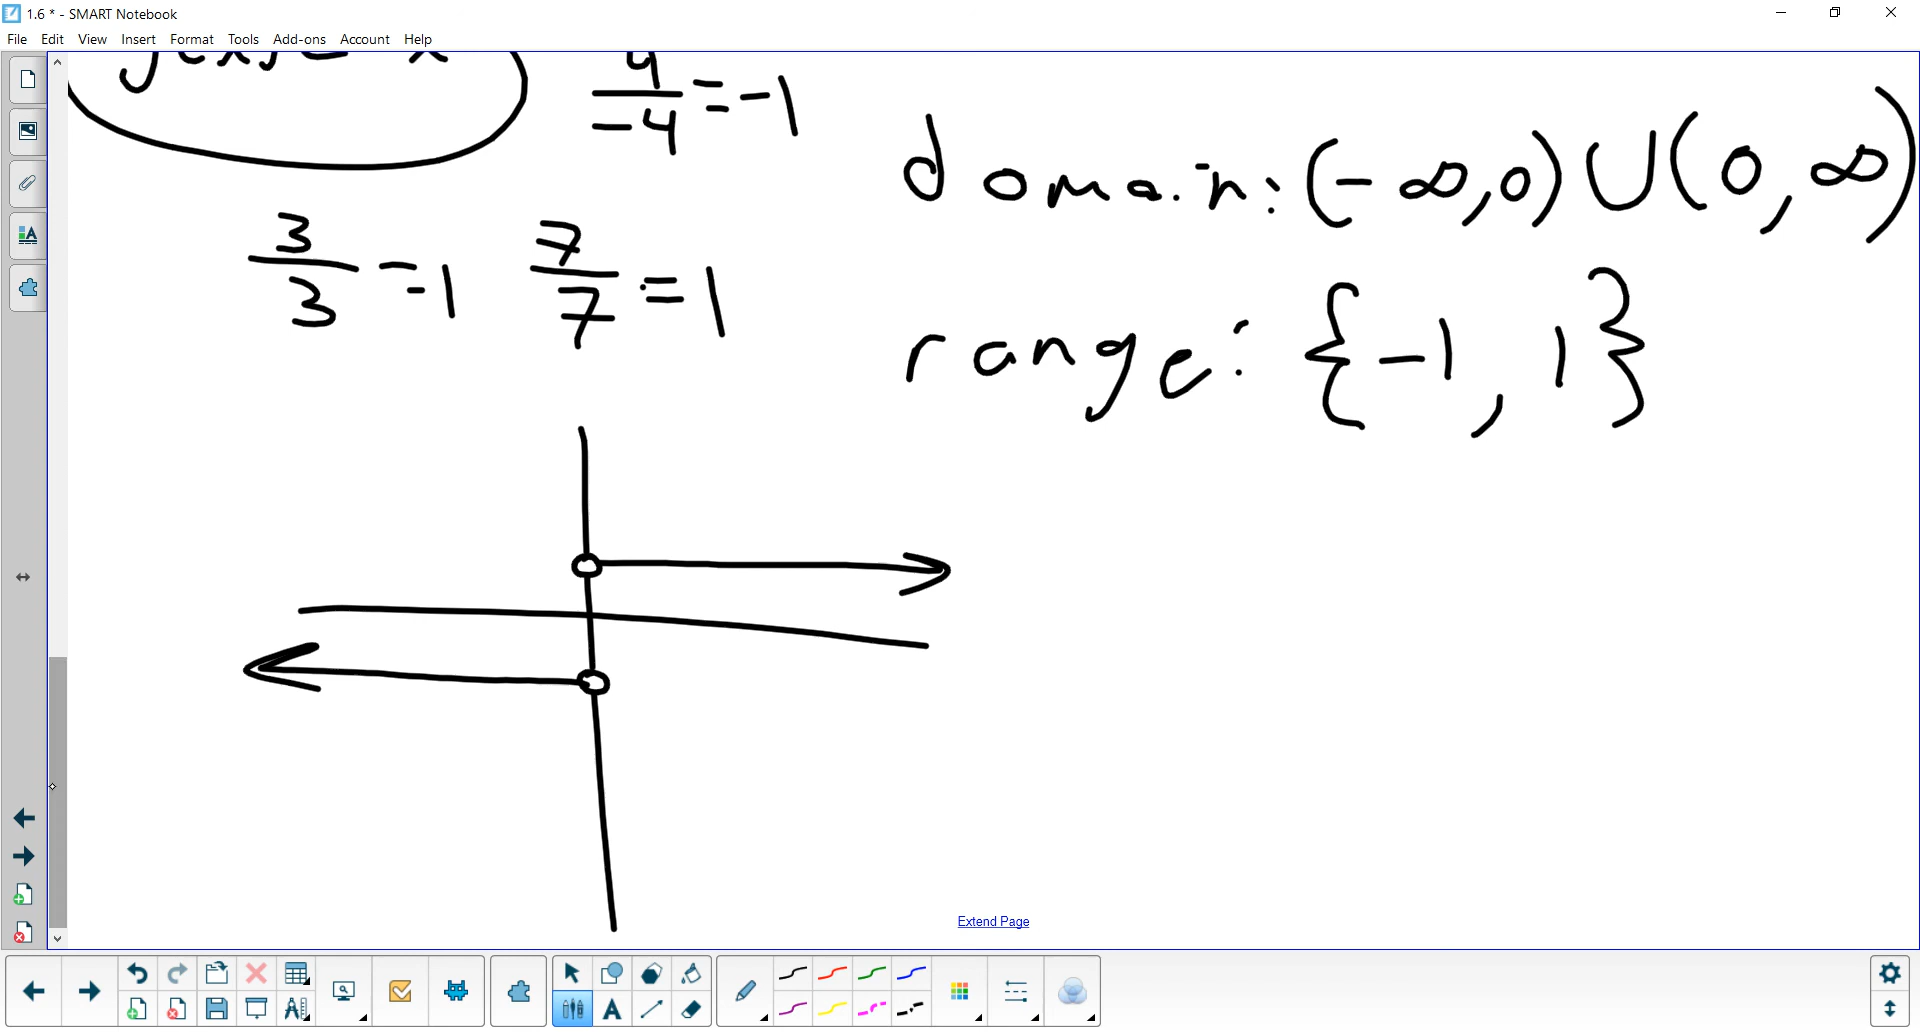 1.6 * - SMART Notebook
File Edit View Insert Format Tools Add-ons Account Help
4/-4 = -1
domain: (-∞,0) ∪ (0, ∞)
3/3 = 1 7/7 = 1
range: {-1, 1}
Extend Page